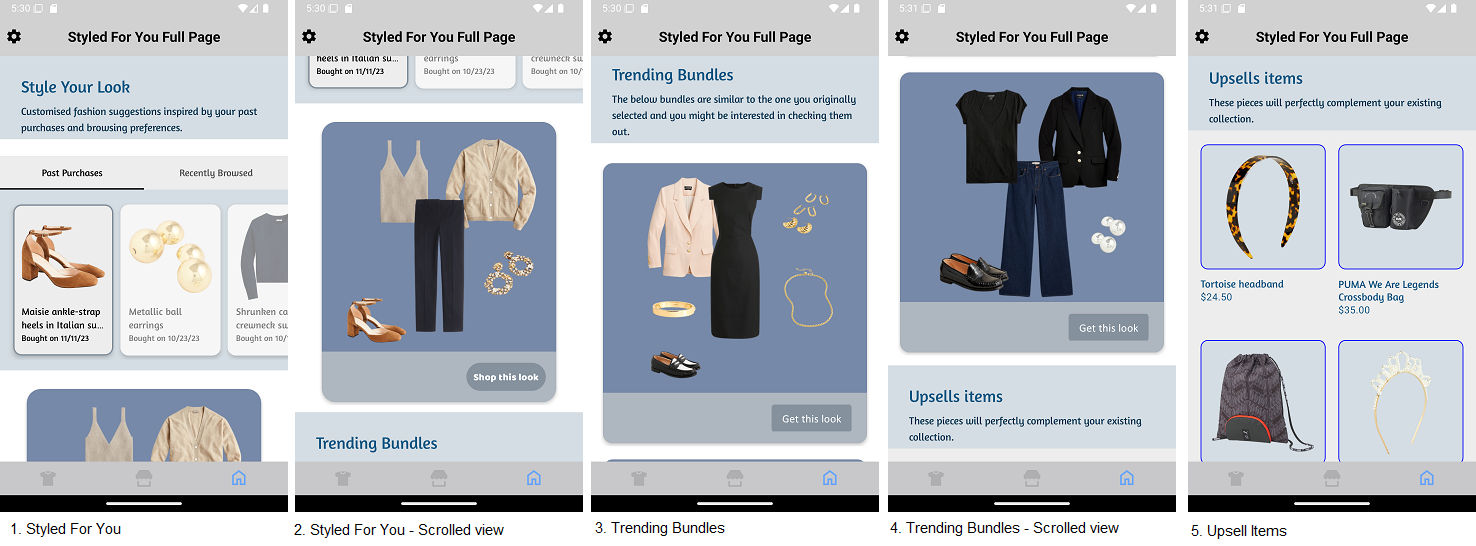 5:30
Styled For You Full Page
Style Your Look
Customised fashion suggestions inspired by your past
purchases and browsing preferences.
Past Purchases
Recently Browsed
Maisie ankle-strap
heels in Italian su...
Bought on 11/11/23
Metallic ball
earrings
Bought on 10/23/23
Shrunken ca
crewneck sw
Bought on 10/
1. Styled For You
5:30
Styled For You Full Page
heels in Italian su...
Bought on 11/11/23
earrings
Bought on 10/23/23
crewneck sw
Bought on 10/
Shop this look
Trending Bundles
2. Styled For You - Scrolled view
5:30
Styled For You Full Page
Trending Bundles
The below bundles are similar to the one you originally
selected and you might be interested in checking them
out.
Get this look
3. Trending Bundles
5:31
Styled For You Full Page
Get this look
Upsells items
These pieces will perfectly complement your existing
collection.
4. Trending Bundles - Scrolled view
5:31
Styled For You Full Page
Upsells items
These pieces will perfectly complement your existing
collection.
Tortoise headband
$24.50
PUMA We Are Legends
Crossbody Bag
$35.00
5. Upsell Items